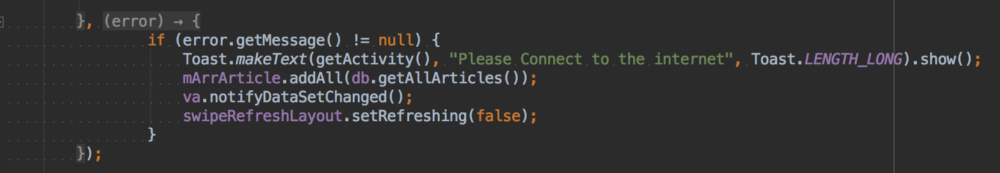 }, (error) → {
if (error.getMessage() != null) {
Toast.makeText(getActivity(), "Please Connect to the internet", Toast.LENGTH_LONG).show();
mArrArticle.addAll(db.getAllArticles());
va.notifyDataSetChanged();
swipeRefreshLayout.setRefreshing(false);
}
});